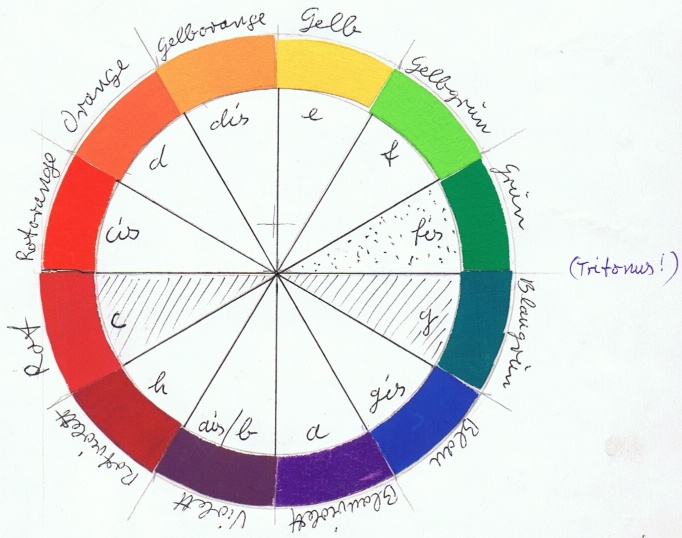 Gelb
Gelbgrün
Grün
Blaugrün
Blau
Blauviolett
Violett
Rotviolett
Rot
Rotorange
Orange
gelborange
e
f
fis
g
gis
a
ais/b
h
c
cis
d
dis
(Tritonus!)